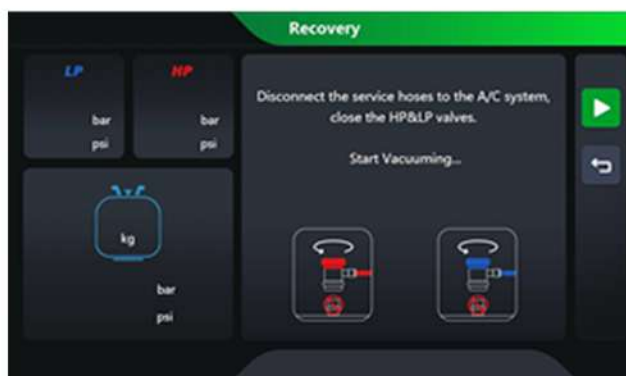 Recovery
LP
HP
bar
psi
bar
psi
kg
bar
psi
Disconnect the service hoses to the A/C system,
close the HP&LP valves.
Start Vacuuming...